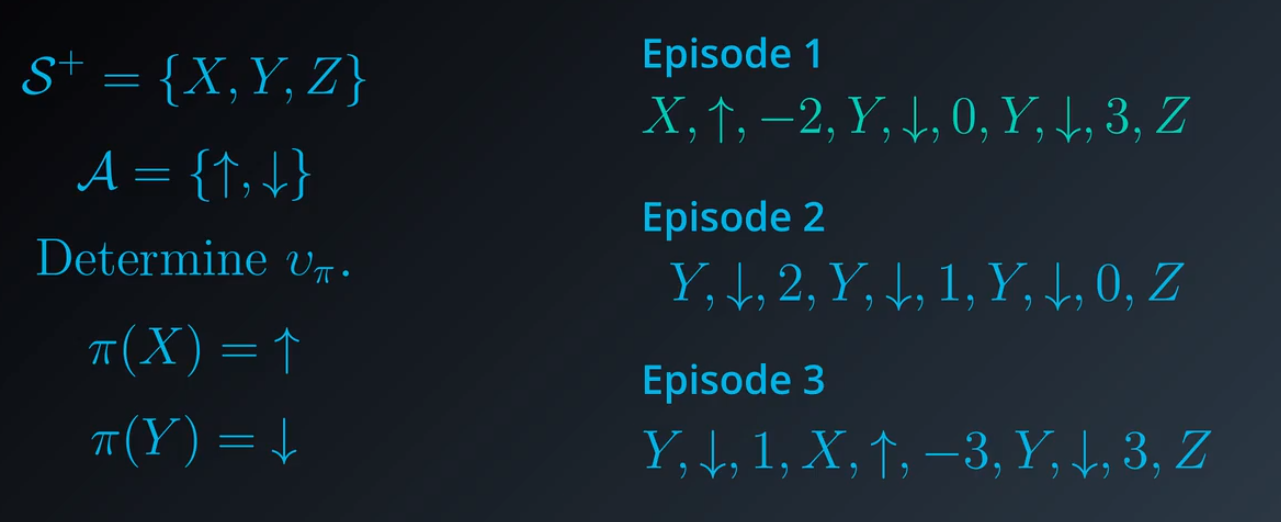 𝒮⁺ = {X, Y, Z}
𝒜 = {↑, ↓}
Determine v_π.
π(X) = ↑
π(Y) = ↓
Episode 1
X, ↑, −2, Y, ↓, 0, Y, ↓, 3, Z
Episode 2
Y, ↓, 2, Y, ↓, 1, Y, ↓, 0, Z
Episode 3
Y, ↓, 1, X, ↑, −3, Y, ↓, 3, Z